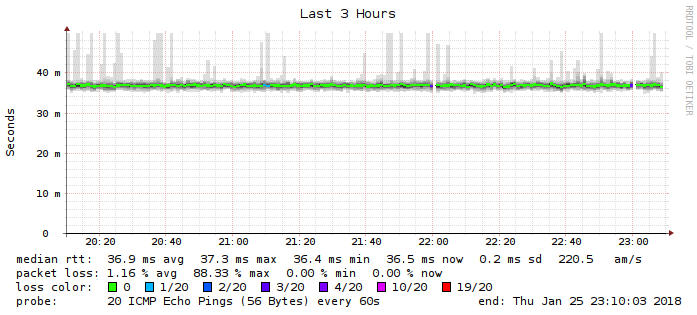 Last 3 Hours
RRDTOOL / TOBI OETIKER
Seconds
40 m
30 m
20 m
10 m
0
20:20 20:40 21:00 21:20 21:40 22:00 22:20 22:40 23:00
median rtt: 36.9 ms avg 37.3 ms max 36.4 ms min 36.5 ms now 0.2 ms sd 220.5 am/s
packet loss: 1.16 % avg 88.33 % max 0.00 % min 0.00 % now
loss color: 0 1/20 2/20 3/20 4/20 10/20 19/20
probe: 20 ICMP Echo Pings (56 Bytes) every 60s end: Thu Jan 25 23:10:03 2018